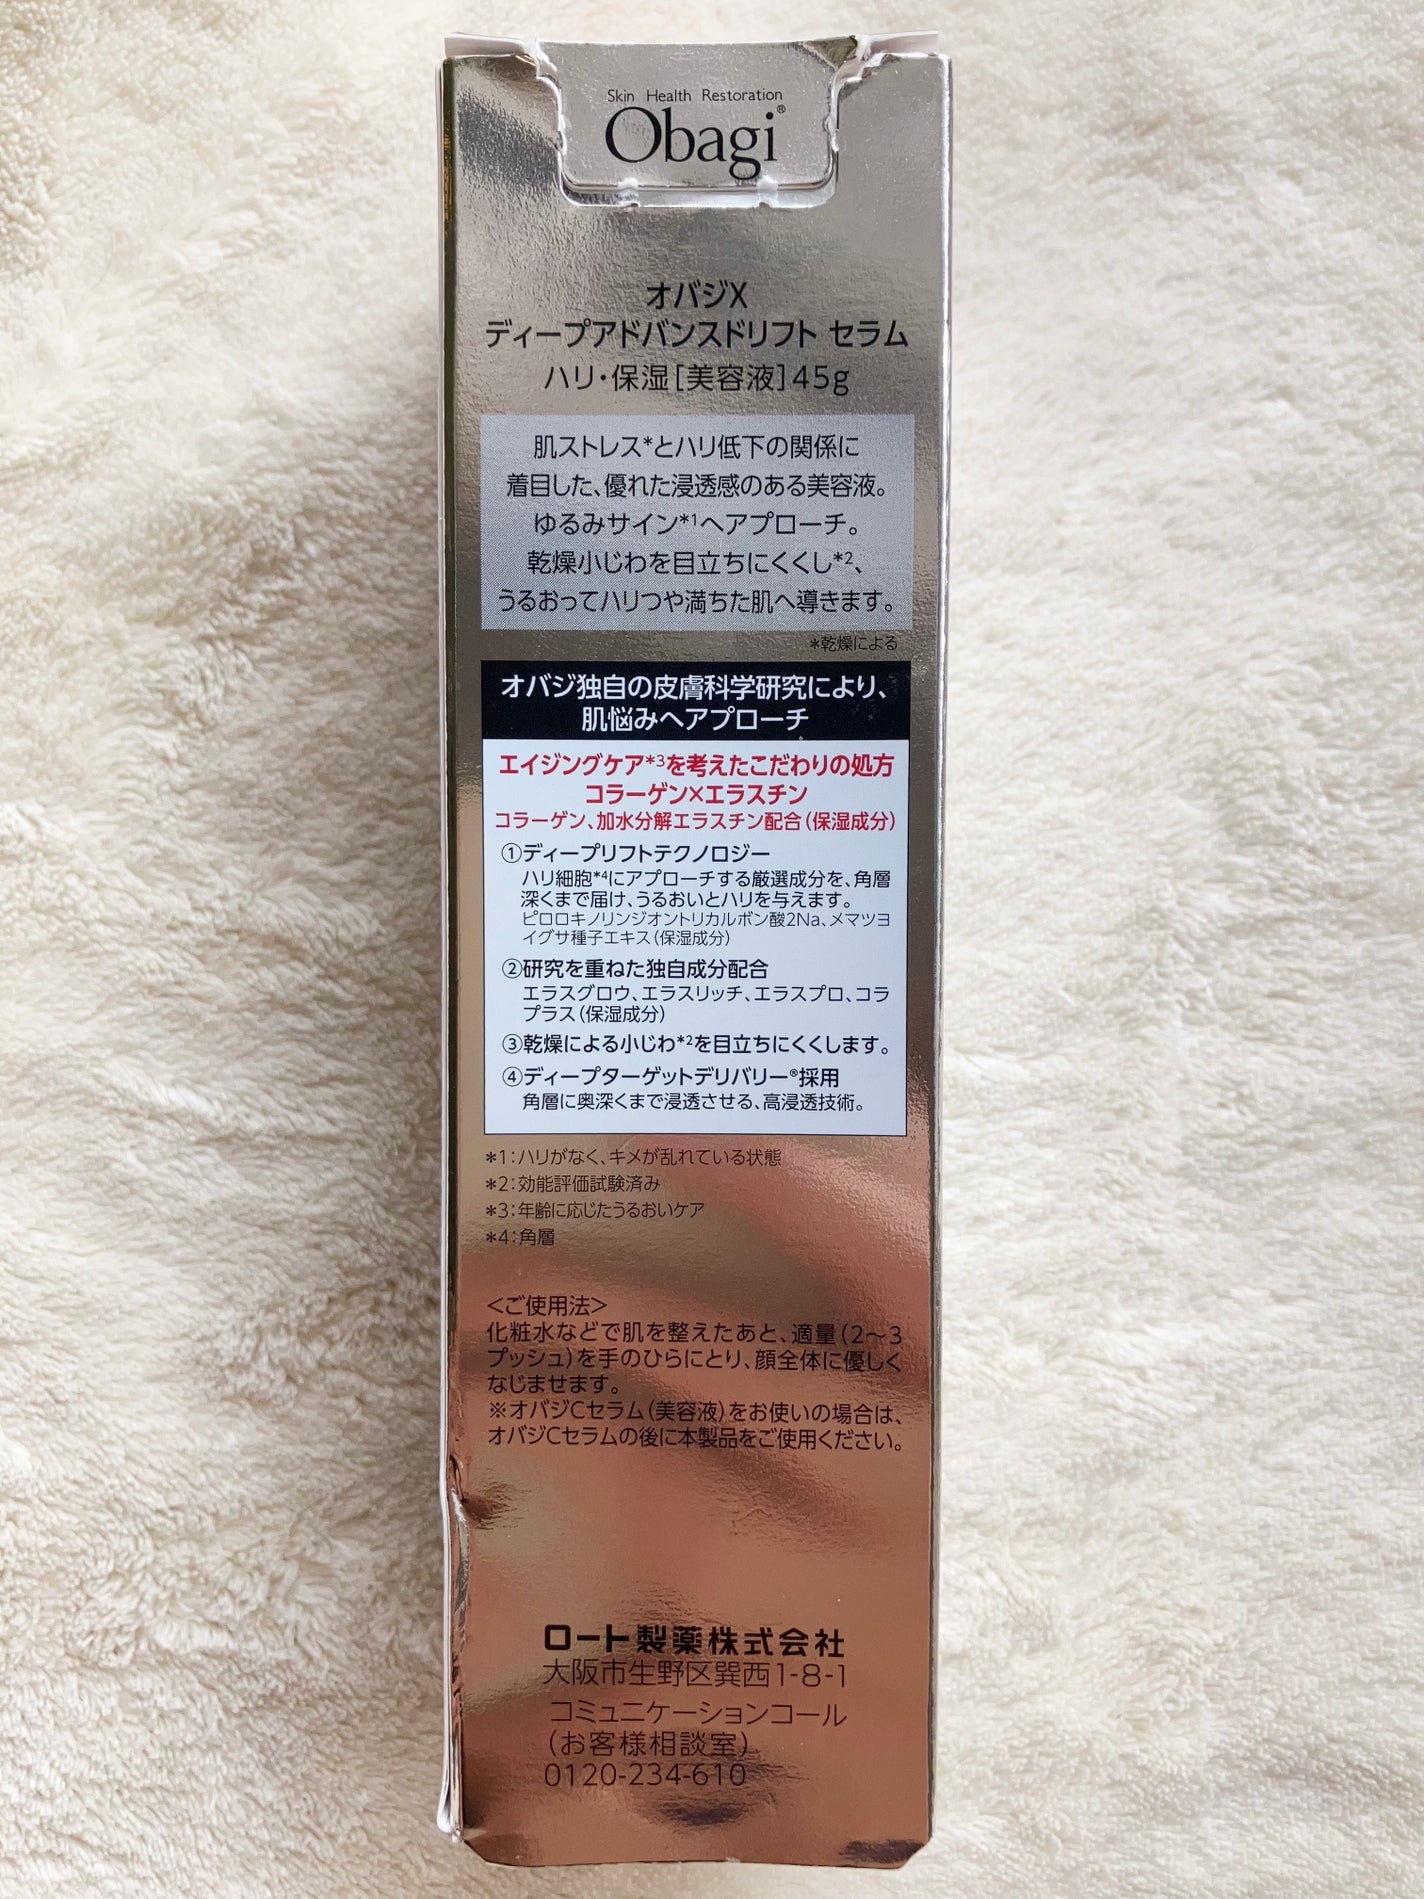 Skin Health Restoration
Obagi®
オバジX
ディープアドバンスドリフト セラム
ハリ・保湿[美容液]45g
肌ストレス*とハリ低下の関係に
着目した、優れた浸透感のある美容液。
ゆるみサイン*1へアプローチ。
乾燥小じわを目立ちにくくし*2、
うるおってハリつや満ちた肌へ導きます。
*乾燥による
オバジ独自の皮膚科学研究により、
肌悩みへアプローチ
エイジングケア*3を考えたこだわりの処方
コラーゲン×エラスチン
コラーゲン、加水分解エラスチン配合(保湿成分)
①ディープリフトテクノロジー
ハリ細胞*4にアプローチする厳選成分を、角層
深くまで届け、うるおいとハリを与えます。
ピロロキノリンジオントリカルボン酸2Na、メマツヨ
イグサ種子エキス(保湿成分)
②研究を重ねた独自成分配合
エラスグロウ、エラスリッチ、エラスプロ、コラ
プラス(保湿成分)
③乾燥による小じわ*2を目立ちにくくします。
④ディープターゲットデリバリー®採用
角層に奥深くまで浸透させる、高浸透技術。
*1:ハリがなく、キメが乱れている状態
*2:効能評価試験済み
*3:年齢に応じたうるおいケア
*4:角層
<ご使用法>
化粧水などで肌を整えたあと、適量(2～3
プッシュ)を手のひらにとり、顔全体に優しく
なじませます。
※オバジCセラム(美容液)をお使いの場合は、
オバジCセラムの後に本製品をご使用ください。
ロート製薬株式会社
大阪市生野区巽西1-8-1
コミュニケーションコール
(お客様相談室)
0120-234-610